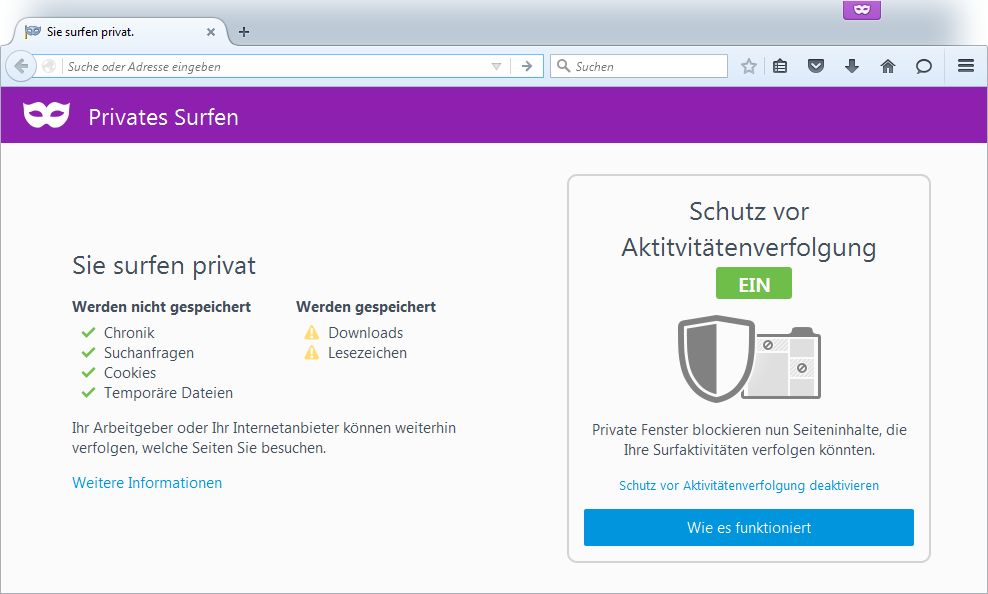 Sie surfen privat.
Suche oder Adresse eingeben
Suchen
Privates Surfen
Sie surfen privat
Werden nicht gespeichert
Chronik
Suchanfragen
Cookies
Temporäre Dateien
Werden gespeichert
Downloads
Lesezeichen
Ihr Arbeitgeber oder Ihr Internetanbieter können weiterhin
verfolgen, welche Seiten Sie besuchen.
Weitere Informationen
Schutz vor
Aktitvitätenverfolgung
EIN
Private Fenster blockieren nun Seiteninhalte, die
Ihre Surfaktivitäten verfolgen könnten.
Schutz vor Aktivitätenverfolgung deaktivieren
Wie es funktioniert